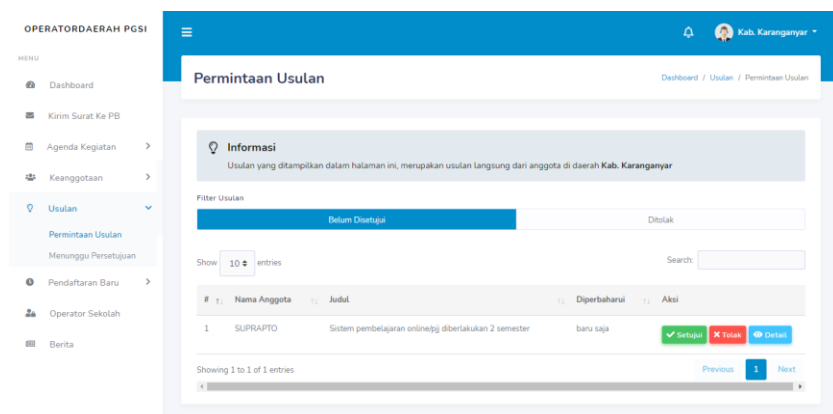 OPERATORDAERAH PGSI
Kab. Karanganyar
MENU
Dashboard
Kirim Surat Ke PB
Agenda Kegiatan
Keanggotaan
Usulan
Permintaan Usulan
Menunggu Persetujuan
Pendaftaran Baru
Operator Sekolah
Berita
Permintaan Usulan
Dashboard / Usulan / Permintaan Usulan
Informasi
Usulan yang ditampilkan dalam halaman ini, merupakan usulan langsung dari anggota di daerah Kab. Karanganyar
Filter Usulan
Belum Disetujui Ditolak
Show 10 entries Search:
# Nama Anggota Judul Diperbaharui Aksi
1 SUPRAPTO Sistem pembelajaran online/pjj diberlakukan 2 semester baru saja Setujui Tolak Detail
Showing 1 to 1 of 1 entries Previous 1 Next